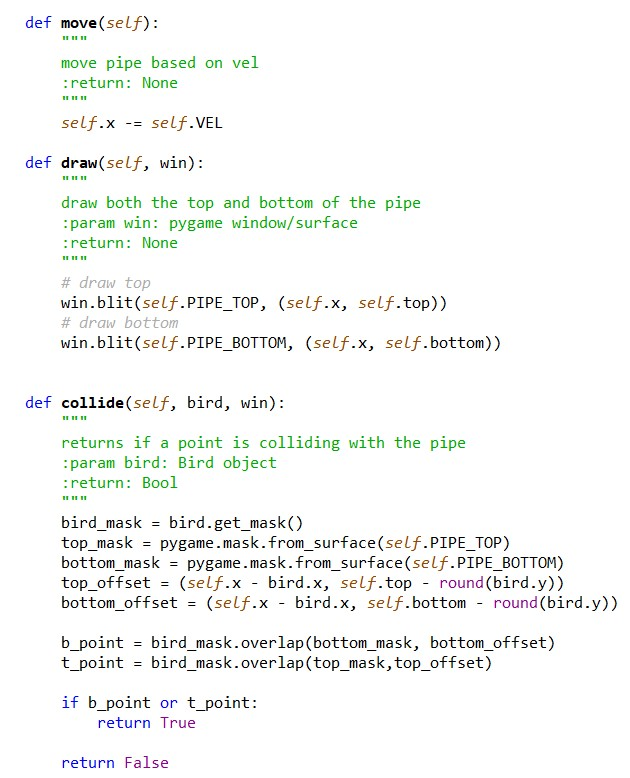 def move(self):
    """
    move pipe based on vel
    :return: None
    """
    self.x -= self.VEL

def draw(self, win):
    """
    draw both the top and bottom of the pipe
    :param win: pygame window/surface
    :return: None
    """
    # draw top
    win.blit(self.PIPE_TOP, (self.x, self.top))
    # draw bottom
    win.blit(self.PIPE_BOTTOM, (self.x, self.bottom))


def collide(self, bird, win):
    """
    returns if a point is colliding with the pipe
    :param bird: Bird object
    :return: Bool
    """
    bird_mask = bird.get_mask()
    top_mask = pygame.mask.from_surface(self.PIPE_TOP)
    bottom_mask = pygame.mask.from_surface(self.PIPE_BOTTOM)
    top_offset = (self.x - bird.x, self.top - round(bird.y))
    bottom_offset = (self.x - bird.x, self.bottom - round(bird.y))

    b_point = bird_mask.overlap(bottom_mask, bottom_offset)
    t_point = bird_mask.overlap(top_mask,top_offset)

    if b_point or t_point:
        return True

    return False